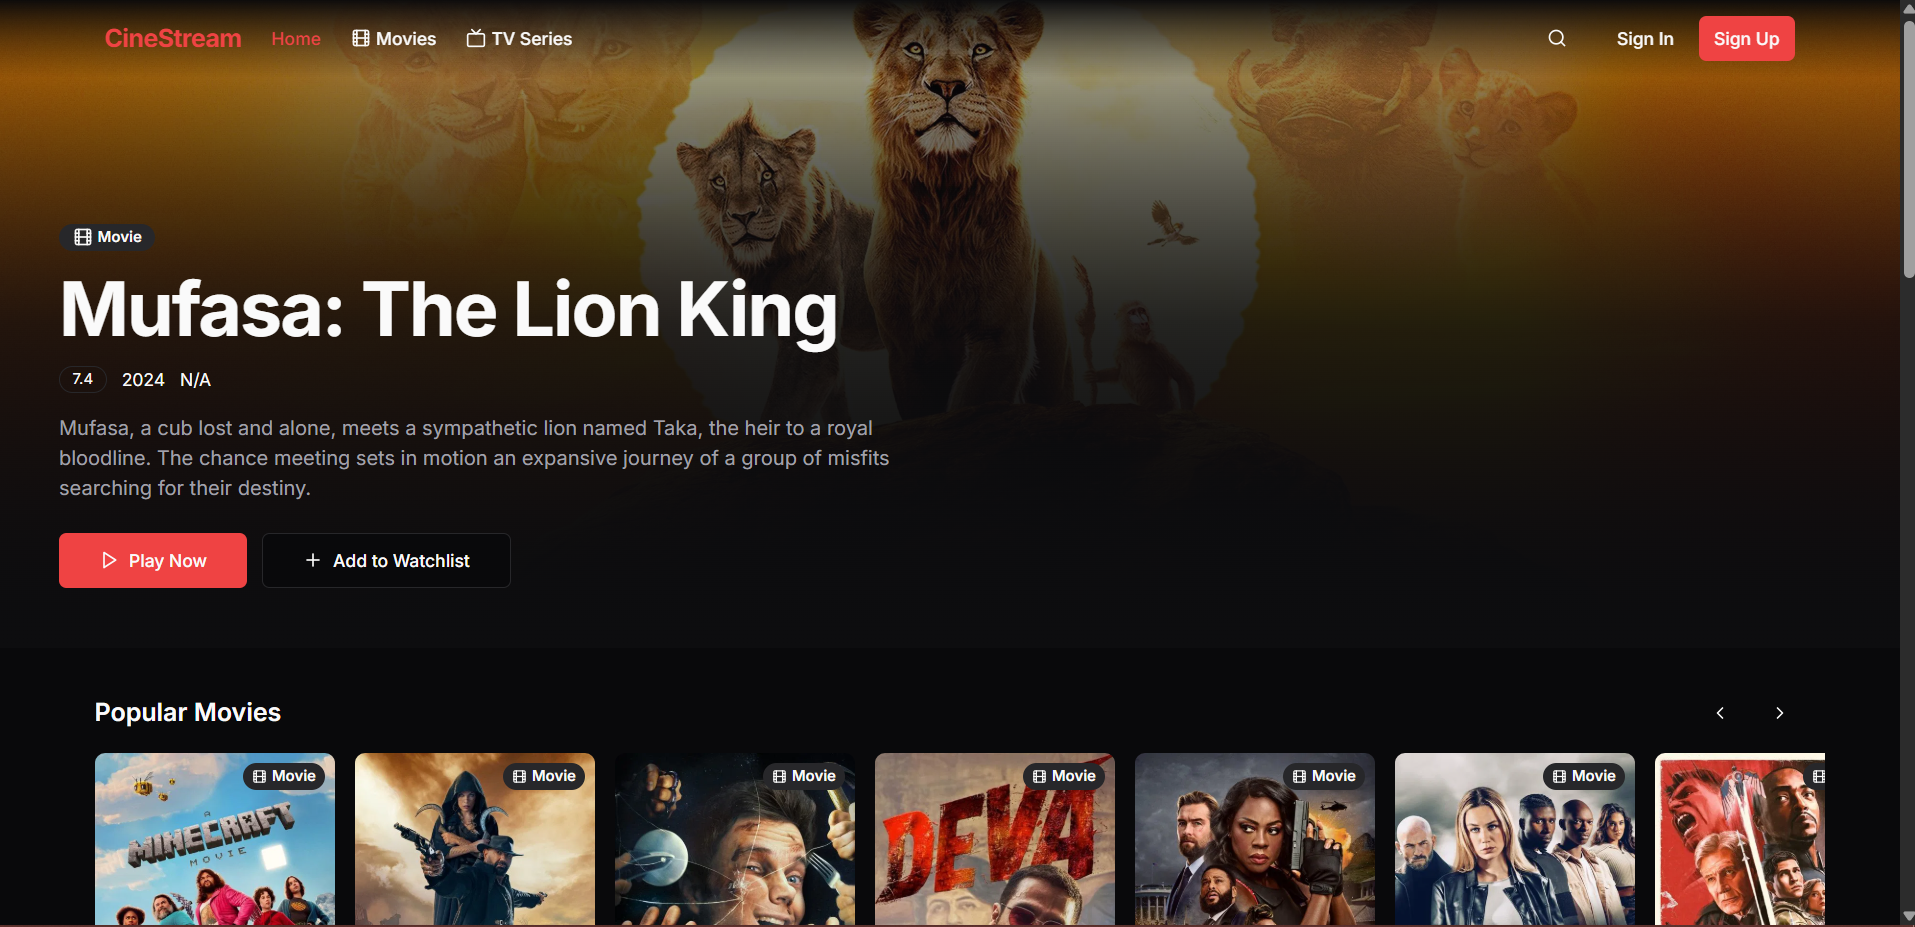 CineStream Home Movies TV Series Sign In Sign Up
Movie
Mufasa: The Lion King
7.4 2024 N/A
Mufasa, a cub lost and alone, meets a sympathetic lion named Taka, the heir to a royal
bloodline. The chance meeting sets in motion an expansive journey of a group of misfits
searching for their destiny.
Play Now Add to Watchlist
Popular Movies
Movie Movie Movie Movie Movie Movie
A
MINECRAFT
MOVIE
DEVA